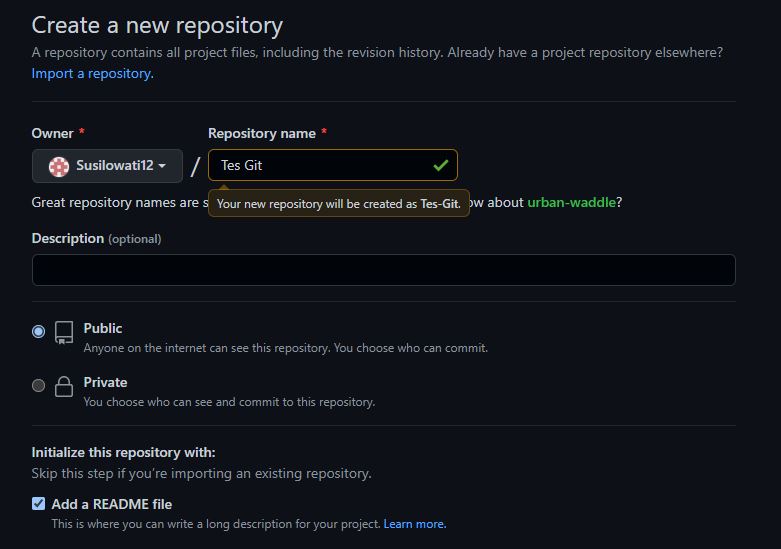 Create a new repository
A repository contains all project files, including the revision history. Already have a project repository elsewhere?
Import a repository.
Owner *
Repository name *
Susilowati12
/
Tes Git
Great repository names are s
Your new repository will be created as Tes-Git.
ow about urban-waddle?
Description (optional)
Public
Anyone on the internet can see this repository. You choose who can commit.
Private
You choose who can see and commit to this repository.
Initialize this repository with:
Skip this step if you're importing an existing repository.
Add a README file
This is where you can write a long description for your project. Learn more.